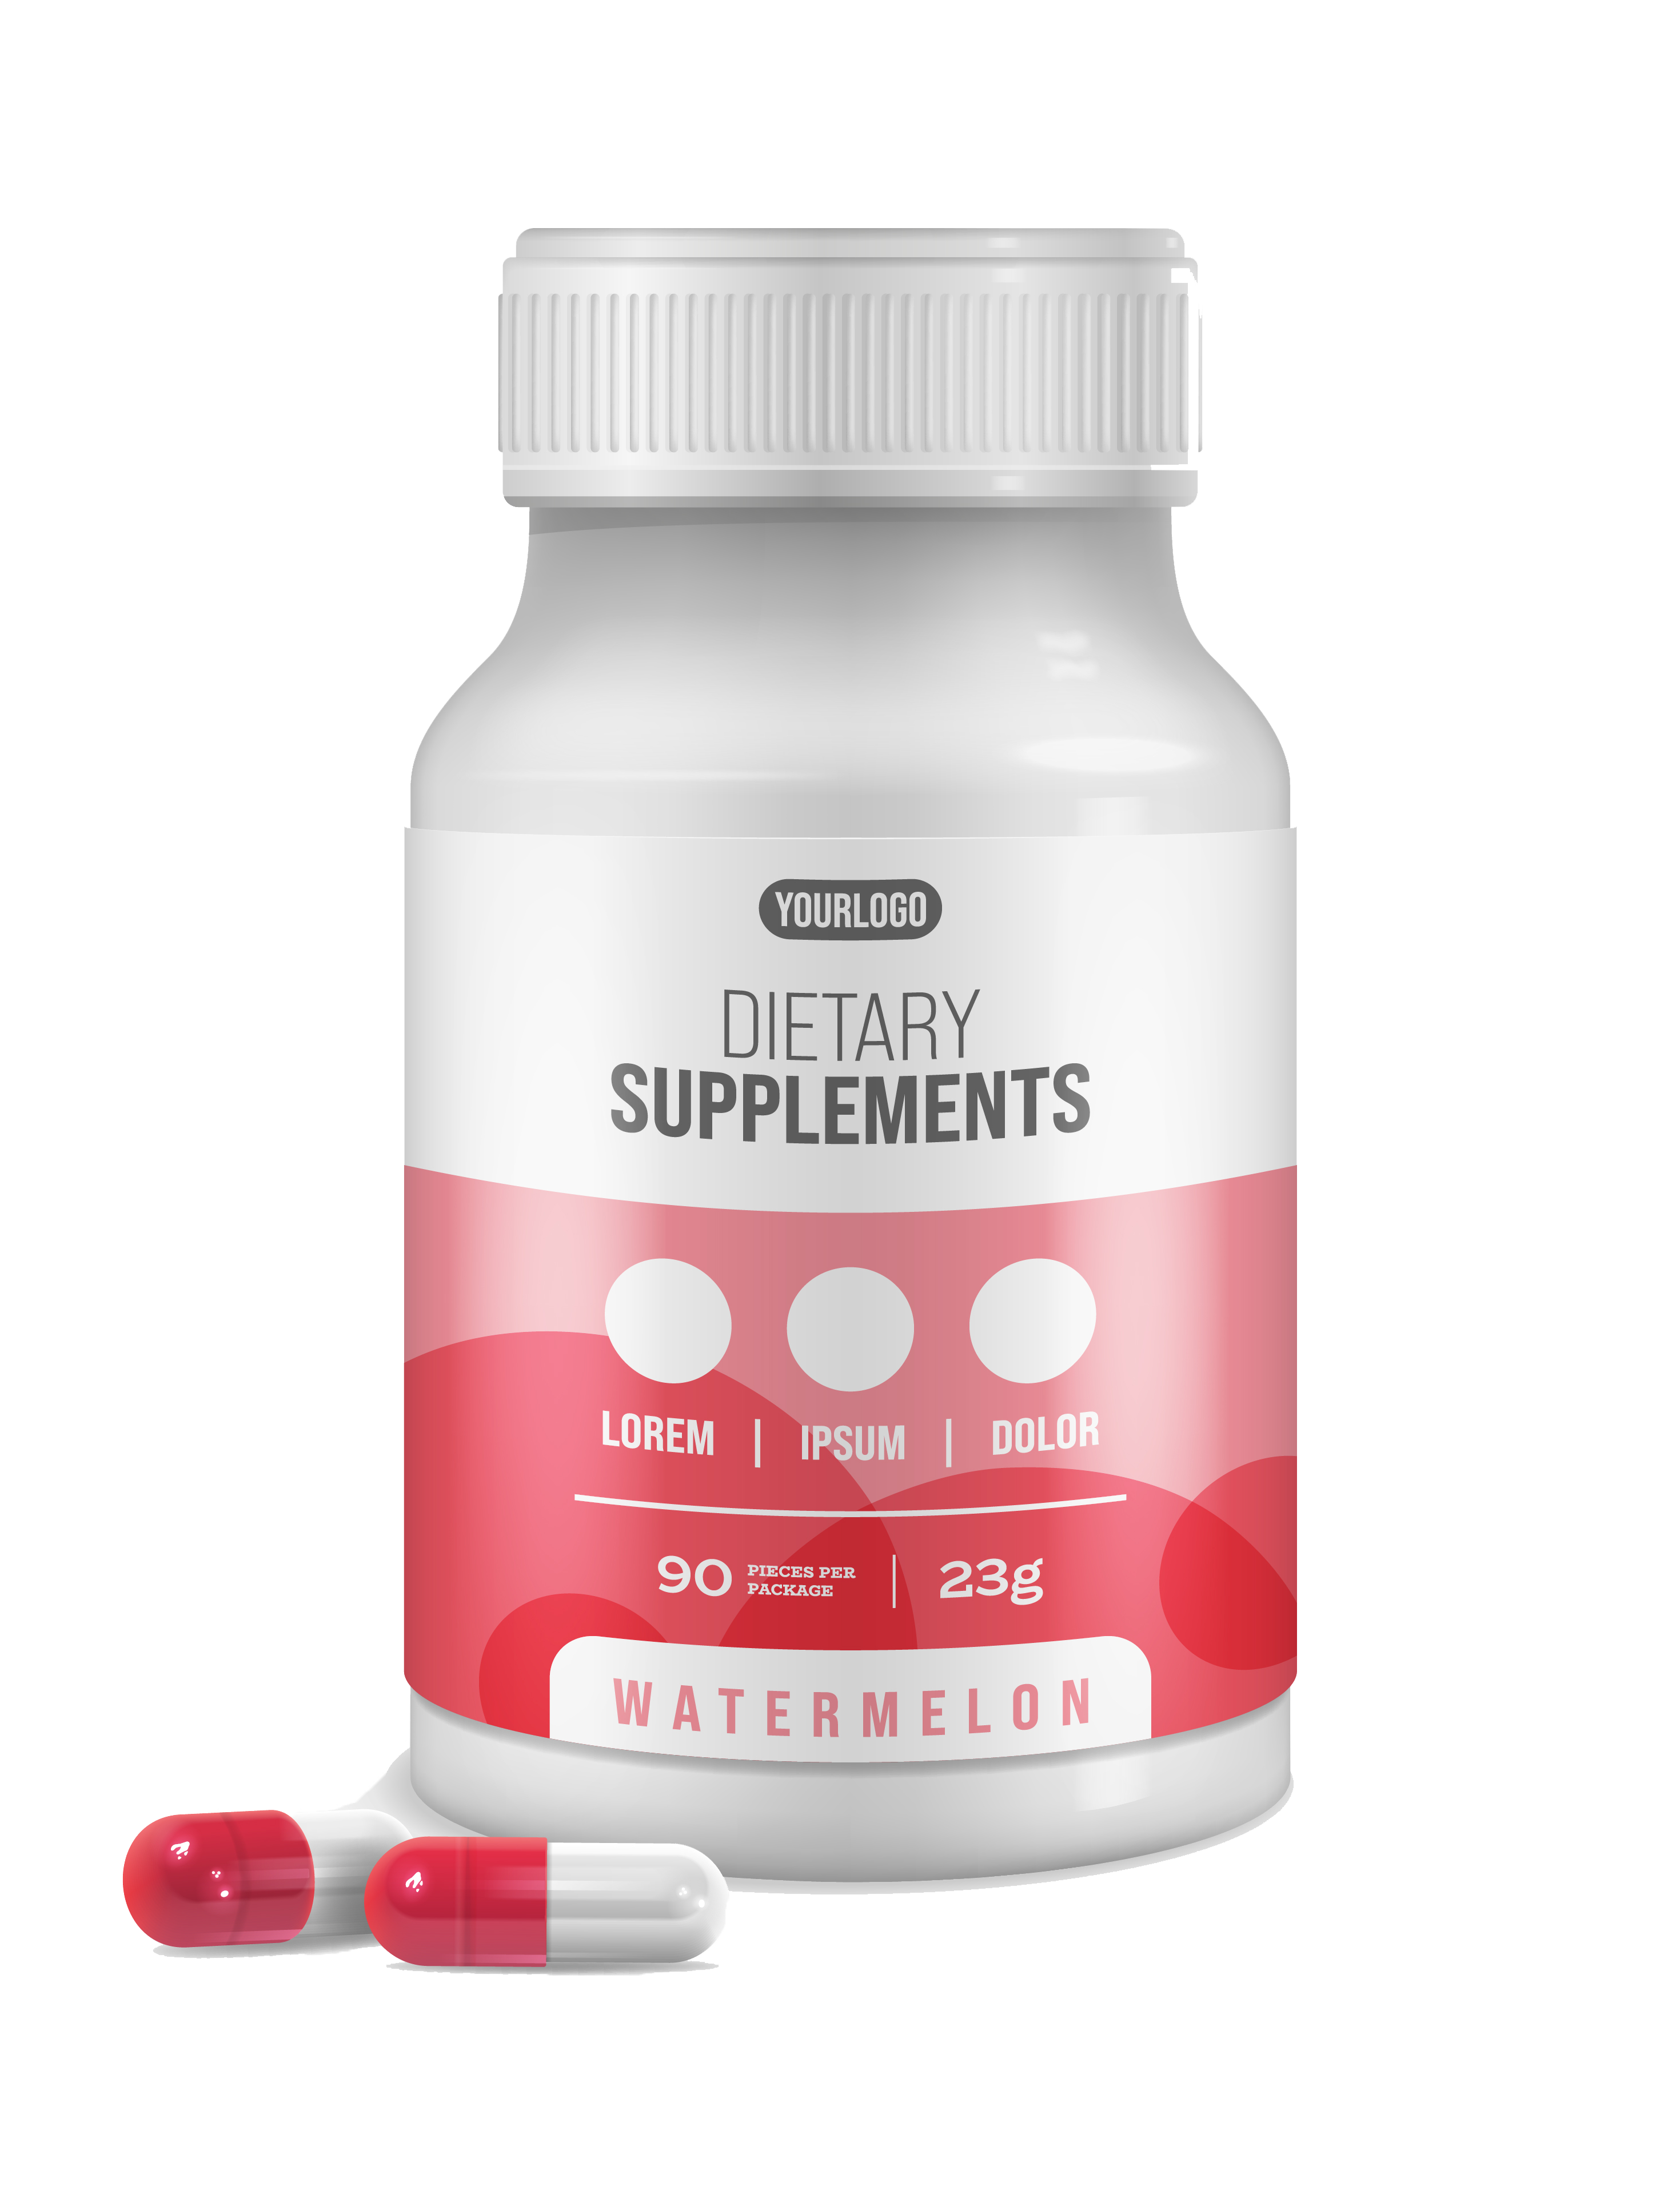 YOURLOGO
DIETARY
SUPPLEMENTS
LOREM | IPSUM | DOLOR
90 PIECES PER
PACKAGE | 23g
WATERMELON